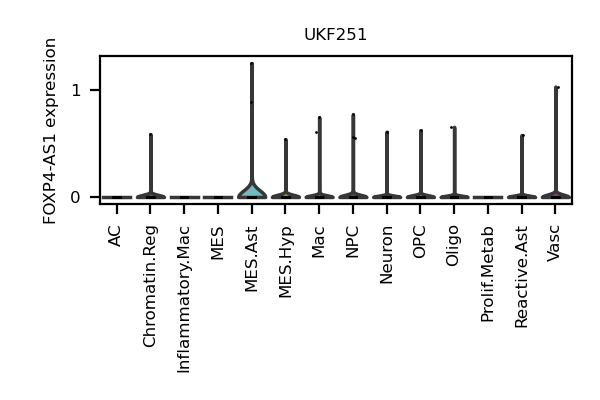 UKF251
FOXP4-AS1 expression
1
0
AC
Chromatin.Reg
Inflammatory.Mac
MES
MES.Ast
MES.Hyp
Mac
NPC
Neuron
OPC
Oligo
Prolif.Metab
Reactive.Ast
Vasc